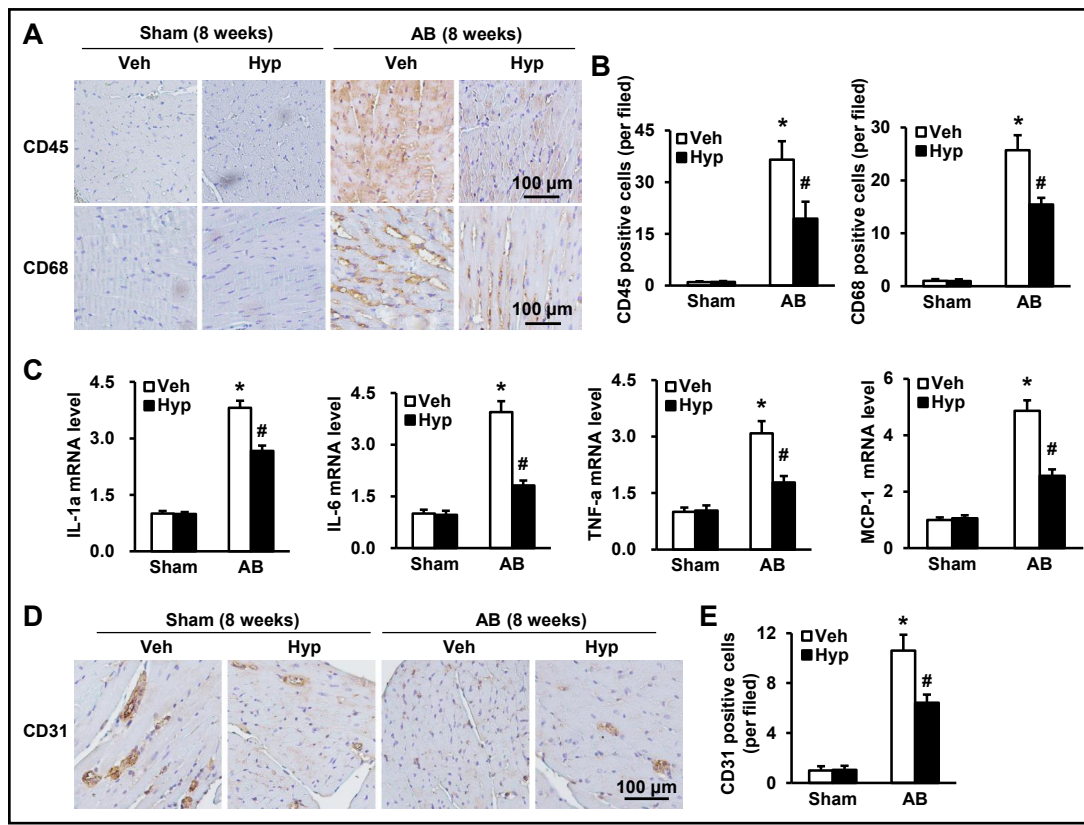 A
Sham (8 weeks) AB (8 weeks)
Veh Hyp Veh Hyp
CD45
100 µm
CD68
100 µm
B
CD45 positive cells (per filed)
45
30
15
0
Veh
Hyp
*
#
Sham AB
CD68 positive cells (per filed)
30
20
10
0
Veh
Hyp
*
#
Sham AB
C
IL-1a mRNA level
4.5
3.0
1.5
0.0
Veh
Hyp
*
#
Sham AB
IL-6 mRNA level
4.5
3.0
1.5
0.0
Veh
Hyp
*
#
Sham AB
TNF-a mRNA level
4.5
3.0
1.5
0.0
Veh
Hyp
*
#
Sham AB
MCP-1 mRNA level
6
4
2
0
Veh
Hyp
*
#
Sham AB
D
Sham (8 weeks) AB (8 weeks)
Veh Hyp Veh Hyp
CD31
100 µm
E
CD31 positive cells
(per filed)
12
8
4
0
Veh
Hyp
*
#
Sham AB